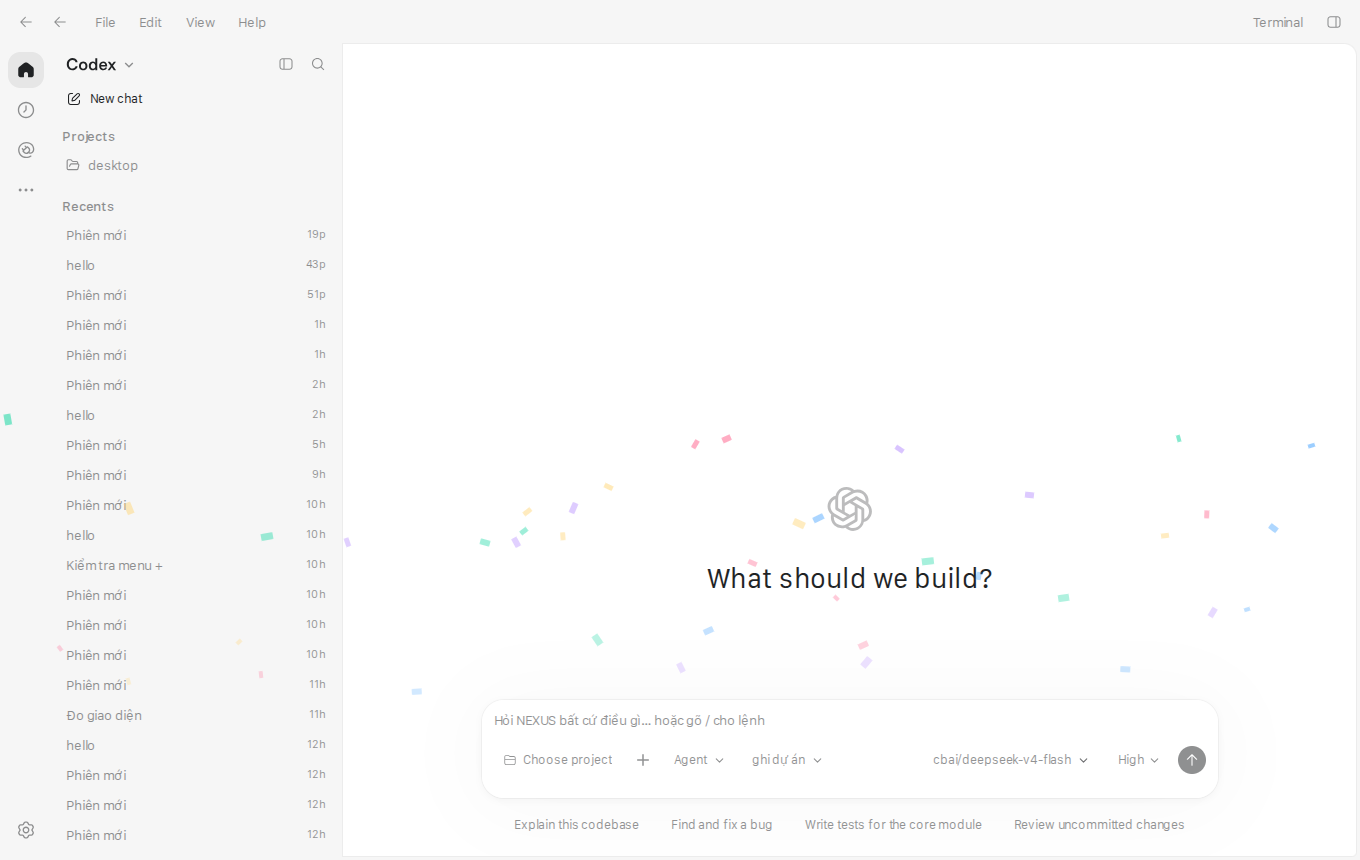 File Edit View Help Terminal
Codex
New chat
Projects
desktop
Recents
Phiên mới 19p
hello 43p
Phiên mới 51p
Phiên mới 1h
Phiên mới 1h
Phiên mới 2h
hello 2h
Phiên mới 5h
Phiên mới 9h
Phiên mới 10h
hello 10h
Kiểm tra menu + 10h
Phiên mới 10h
Phiên mới 10h
Phiên mới 10h
Phiên mới 11h
Đo giao diện 11h
hello 12h
Phiên mới 12h
Phiên mới 12h
Phiên mới 12h
What should we build?
Hỏi NEXUS bất cứ điều gì... hoặc gõ / cho lệnh
Choose project Agent ghi dự án cbai/deepseek-v4-flash High
Explain this codebase Find and fix a bug Write tests for the core module Review uncommitted changes